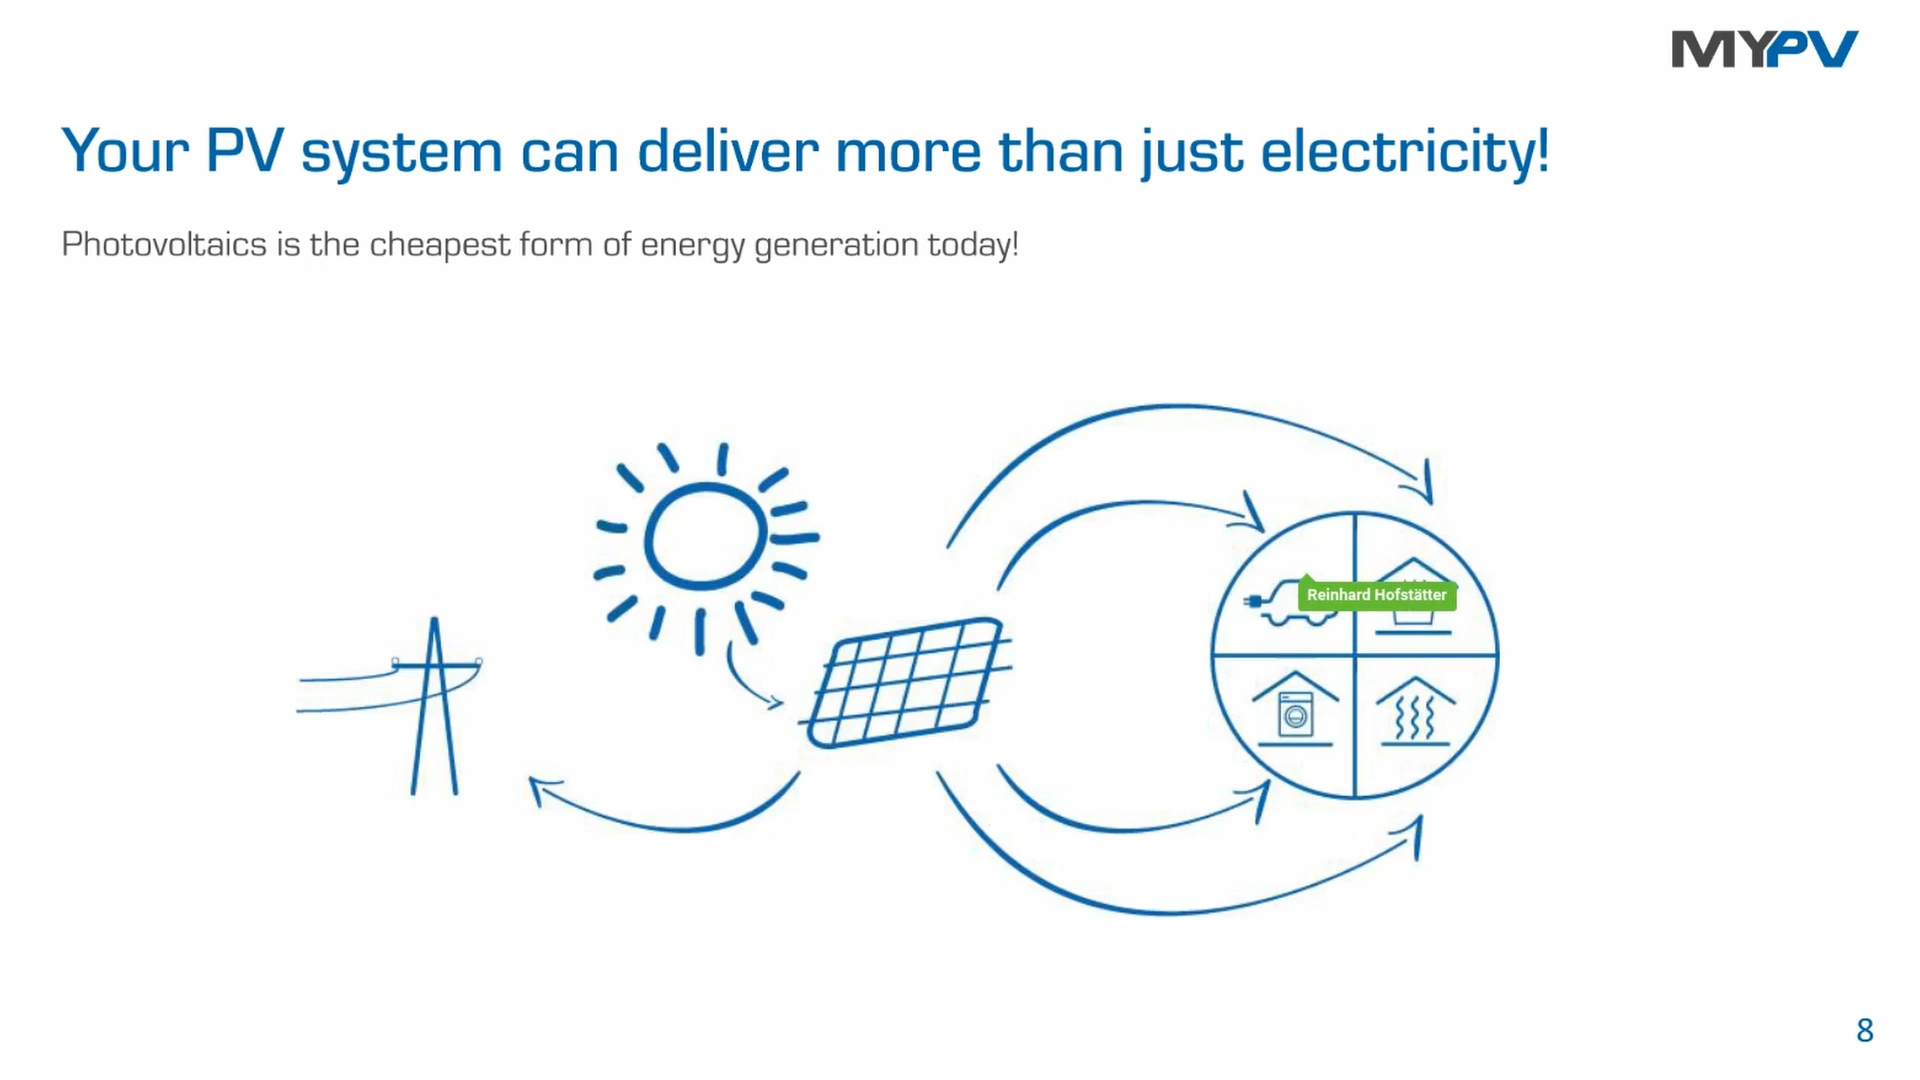 MYPV
Your PV system can deliver more than just electricity!
Photovoltaics is the cheapest form of energy generation today!
Reinhard Hofstätter
8